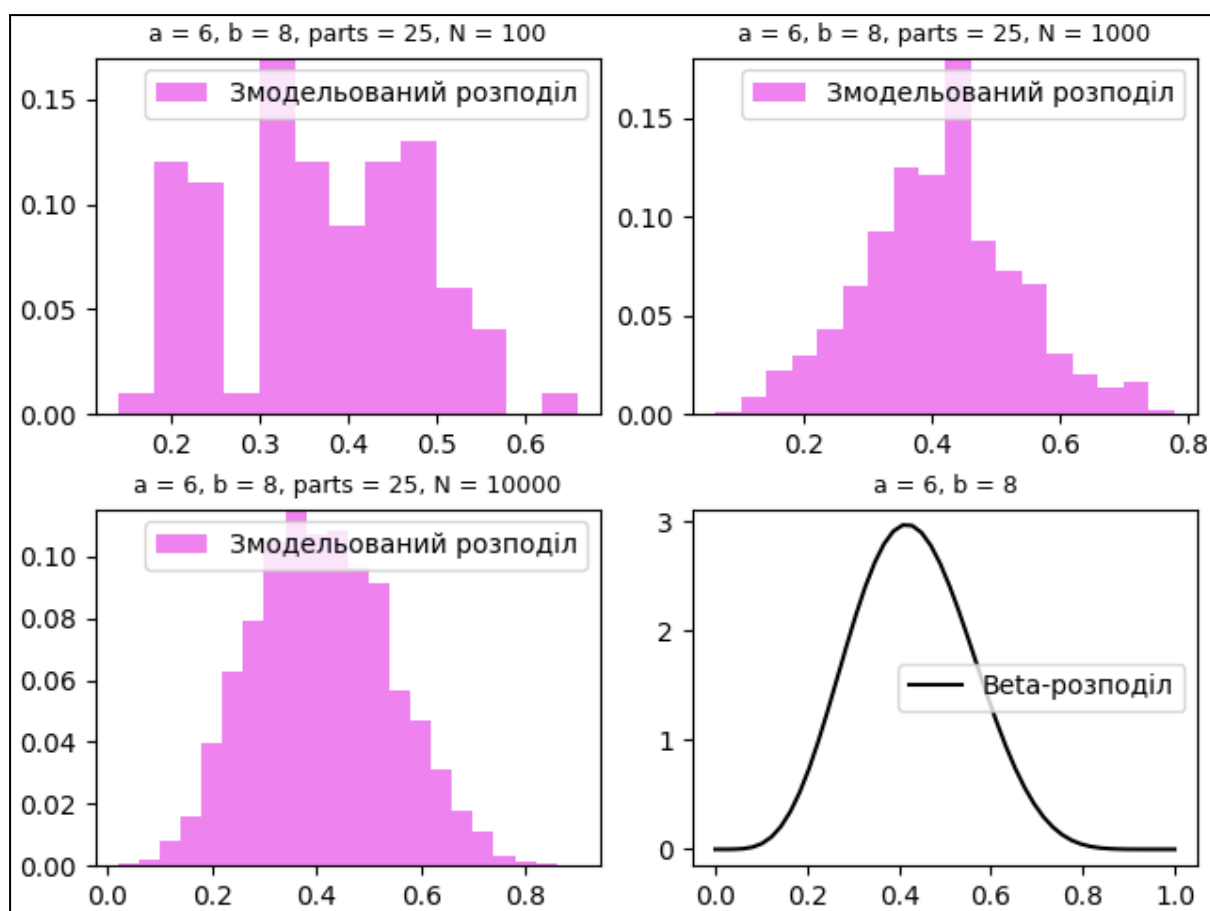 a = 6, b = 8, parts = 25, N = 100
Змодельований розподіл
0.15
0.10
0.05
0.00
0.2 0.3 0.4 0.5 0.6
a = 6, b = 8, parts = 25, N = 1000
Змодельований розподіл
0.15
0.10
0.05
0.00
0.2 0.4 0.6 0.8
a = 6, b = 8, parts = 25, N = 10000
Змодельований розподіл
0.10
0.08
0.06
0.04
0.02
0.00
0.0 0.2 0.4 0.6 0.8
a = 6, b = 8
3
2
Beta-розподіл
1
0
0.0 0.2 0.4 0.6 0.8 1.0